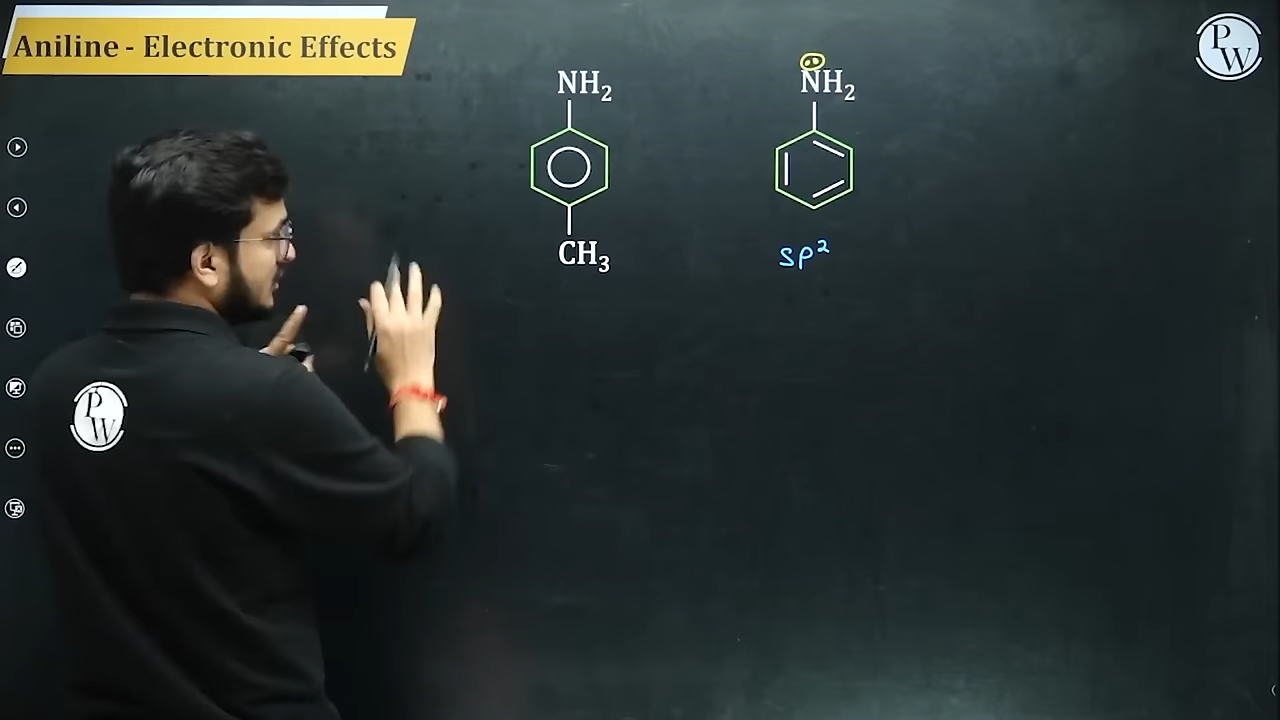 Aniline - Electronic Effects
PW
NH₂
NH₂
CH₃
sp²
PW